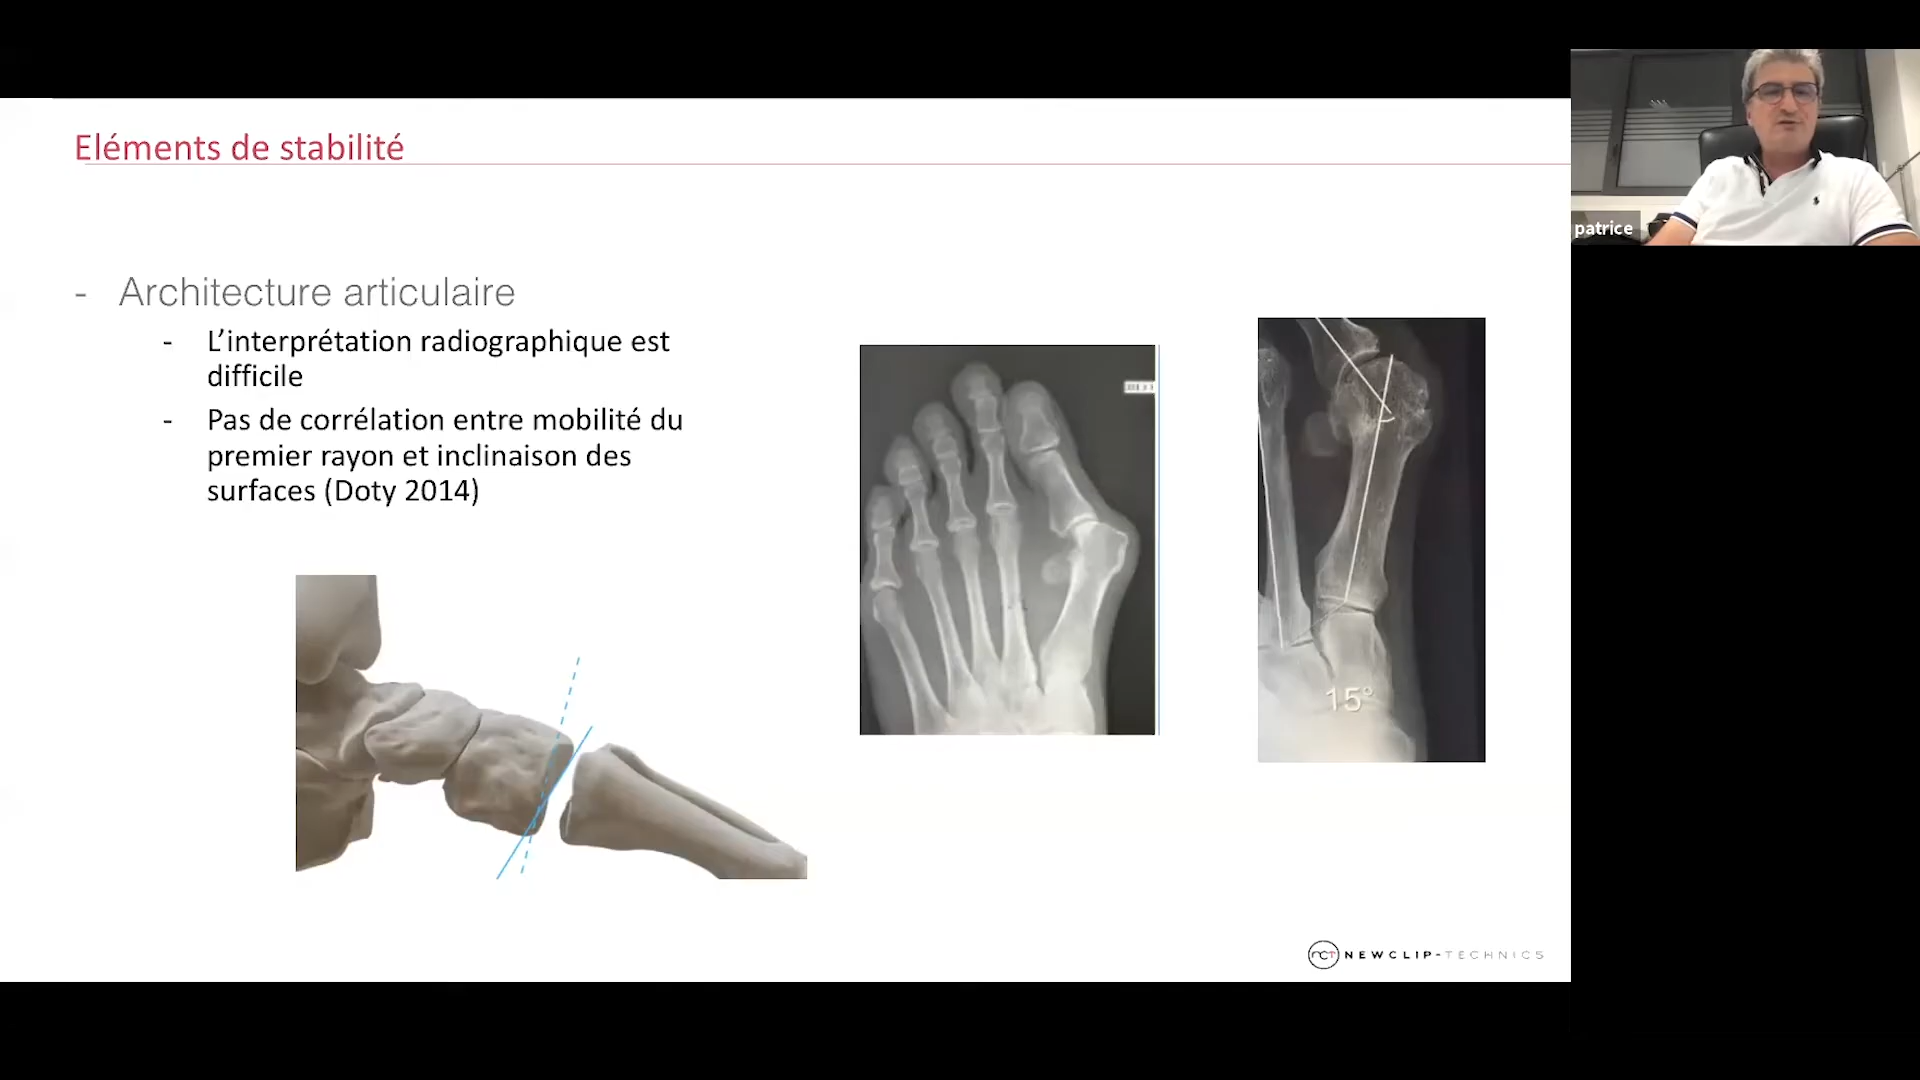 Eléments de stabilité
- Architecture articulaire
- L’interprétation radiographique est
difficile
- Pas de corrélation entre mobilité du
premier rayon et inclinaison des
surfaces (Doty 2014)
15°
NCT NEWCLIP-TECHNICS
patrice